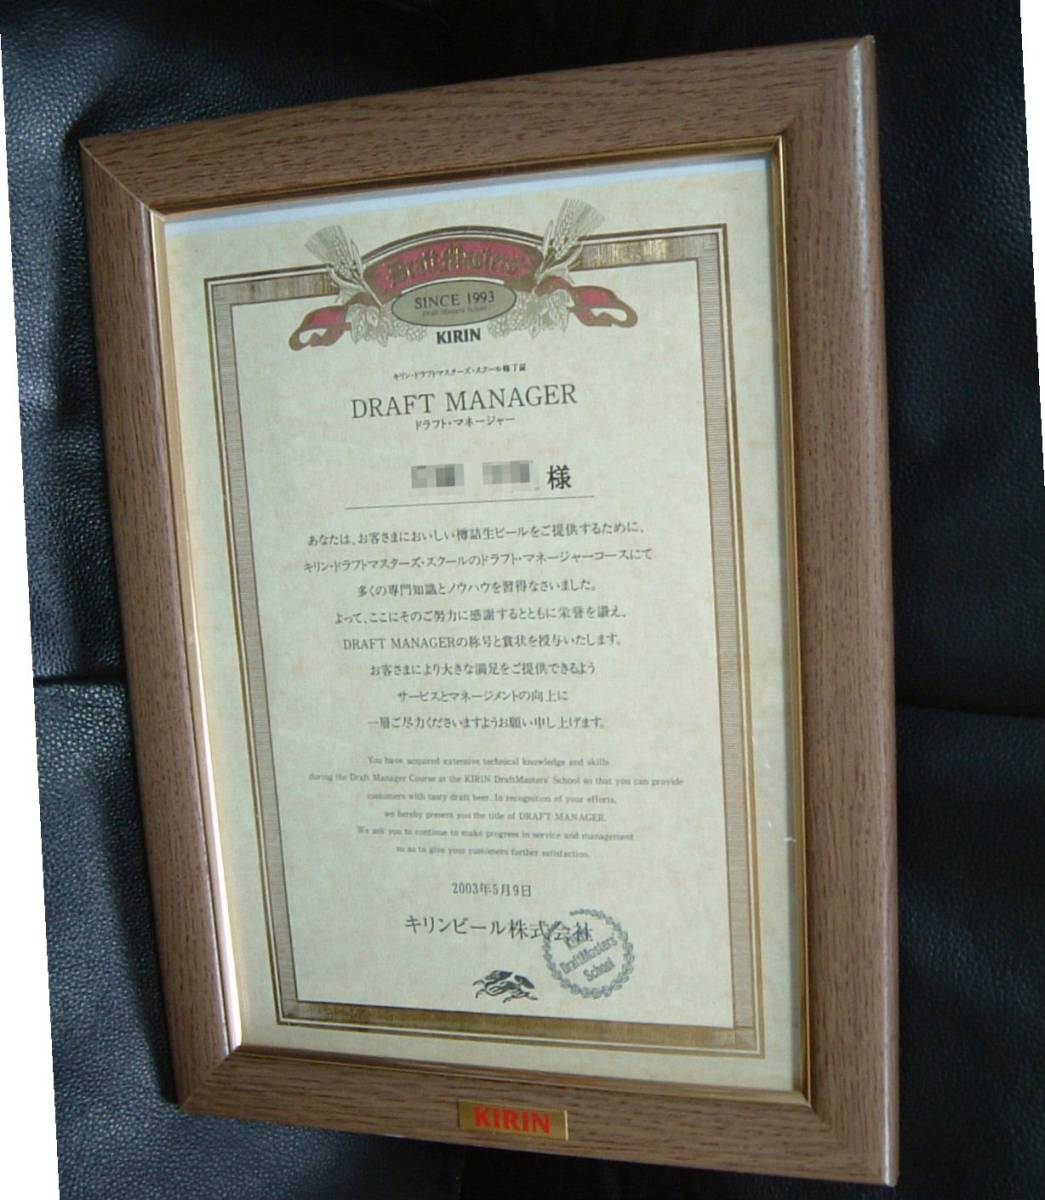 Draft Masters'
SINCE 1993
Draft Masters' School
KIRIN
キリン・ドラフトマスターズ・スクール修了証
DRAFT MANAGER
ドラフト・マネージャー
様
あなたは、お客さまにおいしい樽詰生ビールをご提供するために、
キリン・ドラフトマスターズ・スクールのドラフト・マネージャーコースにて
多くの専門知識とノウハウを習得なさいました。
よって、ここにそのご努力に感謝するとともに栄誉を讃え、
DRAFT MANAGERの称号と賞状を授与いたします。
お客さまにより大きな満足をご提供できるよう
サービスとマネージメントの向上に
一層ご尽力くださいますようお願い申し上げます。
You have acquired extensive technical knowledge and skills
during the Draft Manager Course at the KIRIN DraftMasters' School so that you can provide
customers with tasty draft beer. In recognition of your efforts,
we hereby present you the title of DRAFT MANAGER.
We ask you to continue to make progress in service and management
so as to give your customers further satisfaction.
2003年5月9日
キリンビール株式会社
Kirin
DraftMasters'
School
KIRIN